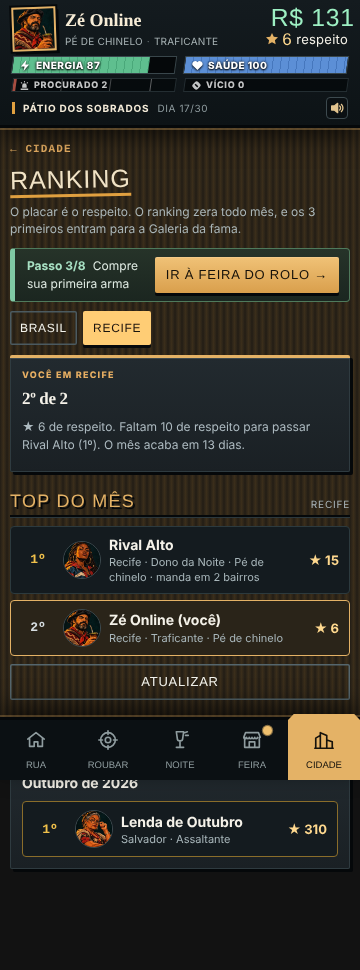 Zé Online
PÉ DE CHINELO · TRAFICANTE
R$ 131
★ 6 respeito
ENERGIA 87
SAÚDE 100
PROCURADO 2
VÍCIO 0
PÁTIO DOS SOBRADOS DIA 17/30
← CIDADE
RANKING
O placar é o respeito. O ranking zera todo mês, e os 3
primeiros entram para a Galeria da fama.
Passo 3/8 Compre
sua primeira arma
IR À FEIRA DO ROLO →
BRASIL
RECIFE
VOCÊ EM RECIFE
2º de 2
★ 6 de respeito. Faltam 10 de respeito para passar
Rival Alto (1º). O mês acaba em 13 dias.
TOP DO MÊS
RECIFE
1º
Rival Alto
Recife · Dono da Noite · Pé de
chinelo · manda em 2 bairros
★ 15
2º
Zé Online (você)
Recife · Traficante · Pé de chinelo
★ 6
ATUALIZAR
RUA
ROUBAR
NOITE
FEIRA
CIDADE
Outubro de 2026
1º
Lenda de Outubro
Salvador · Assaltante
★ 310